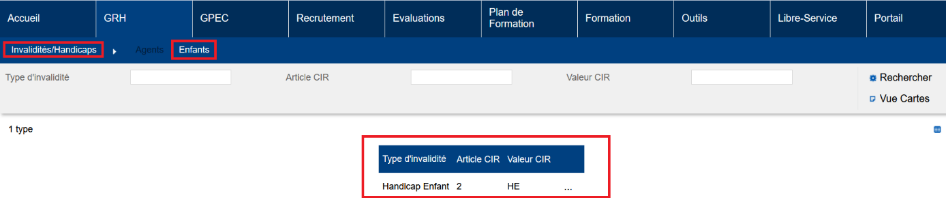 Accueil GRH GPEC Recrutement Evaluations Plan de Formation Formation Outils Libre-Service Portail
Invalidités/Handicaps Agents Enfants
Type d'invalidité Article CIR Valeur CIR Rechercher
Vue Cartes
1 type
Type d'invalidité Article CIR Valeur CIR
Handicap Enfant 2 HE ...